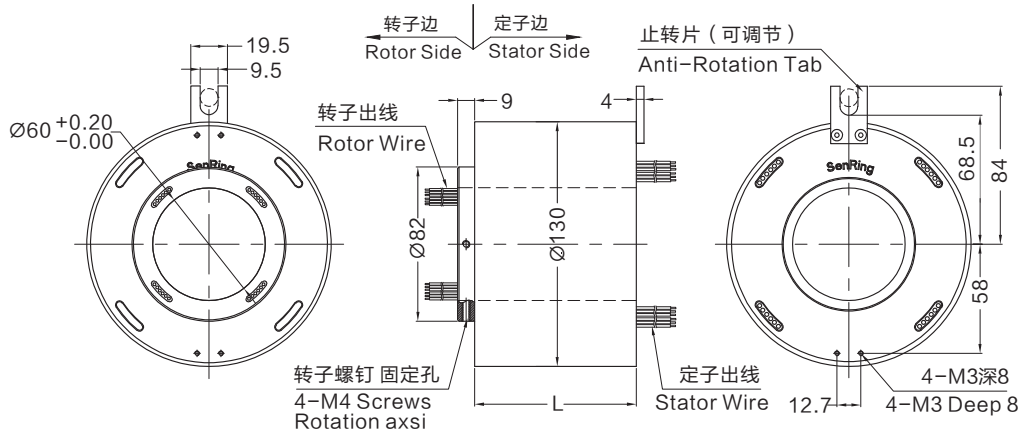 19.5
9.5
Ø60 +0.20
−0.00
SenRing
转子边
Rotor Side
定子边
Stator Side
9
4
转子出线
Rotor Wire
Ø82
Ø130
转子螺钉 固定孔
4−M4 Screws
Rotation axsi
L
定子出线
Stator Wire
止转片（可调节）
Anti−Rotation Tab
SenRing
68.5
84
58
12.7
4−M3深8
4−M3 Deep 8